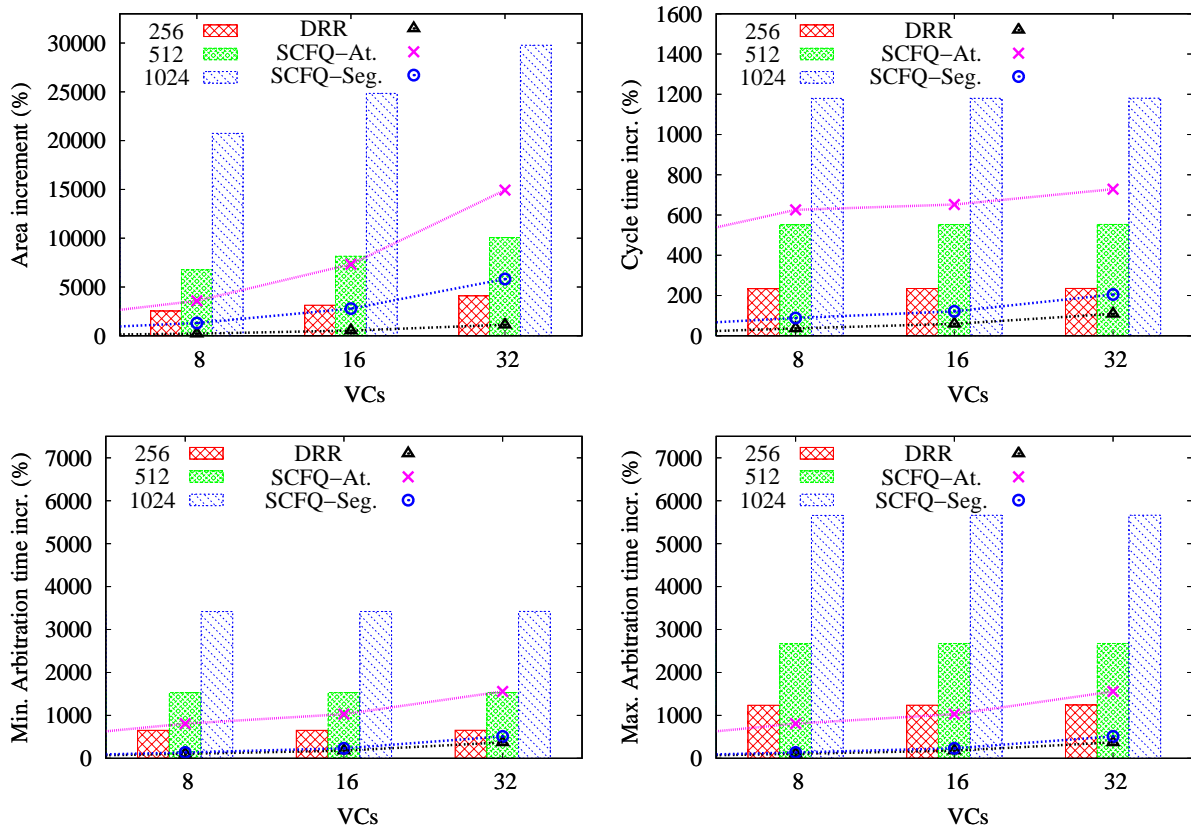 256 DRR
512 SCFQ−At.
1024 SCFQ−Seg.
30000
25000
20000
15000
10000
5000
0
Area increment (%)
8 16 32
VCs
256 DRR
512 SCFQ−At.
1024 SCFQ−Seg.
1600
1400
1200
1000
800
600
400
200
0
Cycle time incr. (%)
8 16 32
VCs
256 DRR
512 SCFQ−At.
1024 SCFQ−Seg.
7000
6000
5000
4000
3000
2000
1000
0
Min. Arbitration time incr. (%)
8 16 32
VCs
256 DRR
512 SCFQ−At.
1024 SCFQ−Seg.
7000
6000
5000
4000
3000
2000
1000
0
Max. Arbitration time incr. (%)
8 16 32
VCs